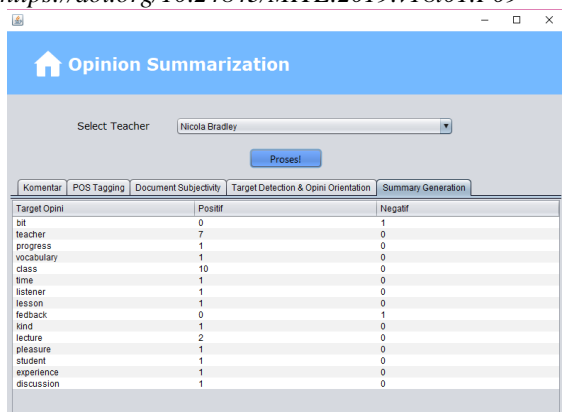 https://doi.org/10.24843/MITE.2019.v18i01.P09
Opinion Summarization
Select Teacher Nicola Bradley
Proses!
Komentar POS Tagging Document Subjectivity Target Detection & Opini Orientation Summary Generation
Target Opini Positif Negatif
bit 0 1
teacher 7 0
progress 1 0
vocabulary 1 0
class 10 0
time 1 0
listener 1 0
lesson 1 0
fedback 0 1
kind 1 0
lecture 2 0
pleasure 1 0
student 1 0
experience 1 0
discussion 1 0